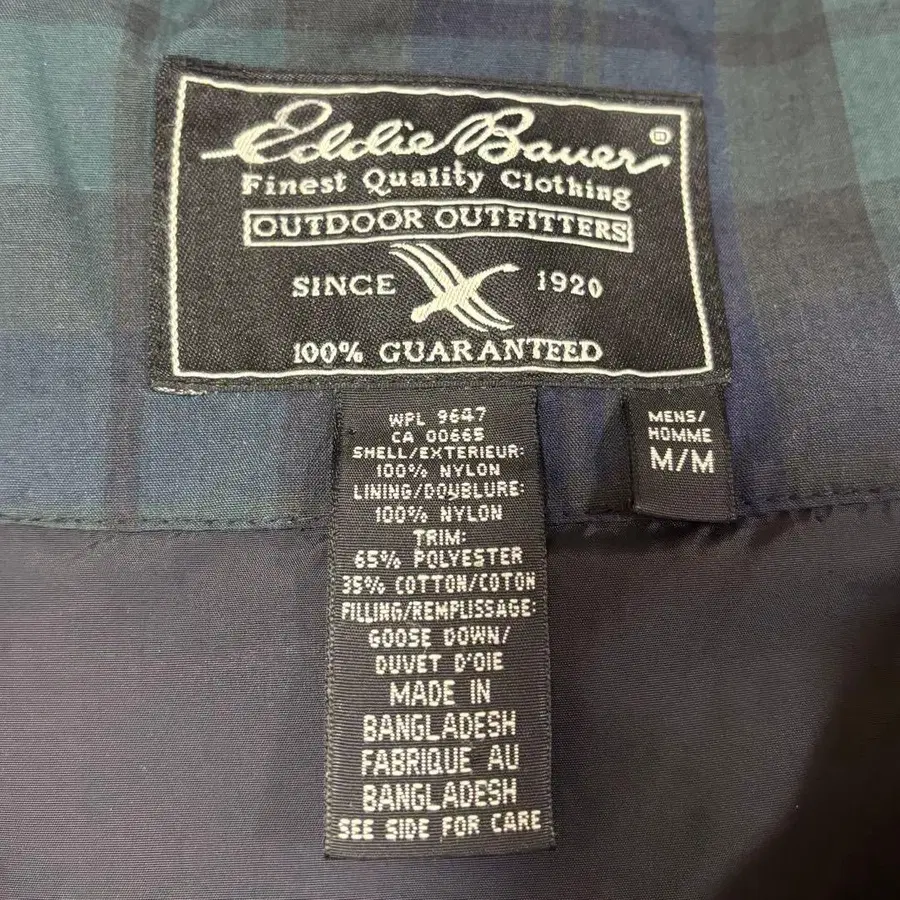 Eddie Bauer
Finest Quality Clothing
OUTDOOR OUTFITTERS
SINCE 1920
100% GUARANTEED
WPL 9647
CA 00665
SHELL/EXTERIEUR:
100% NYLON
LINING/DOUBLURE:
100% NYLON
TRIM:
65% POLYESTER
35% COTTON/COTON
FILLING/REMPLISSAGE:
GOOSE DOWN/
DUVET D'OIE
MADE IN
BANGLADESH
FABRIQUE AU
BANGLADESH
SEE SIDE FOR CARE
MENS/
HOMME
M/M